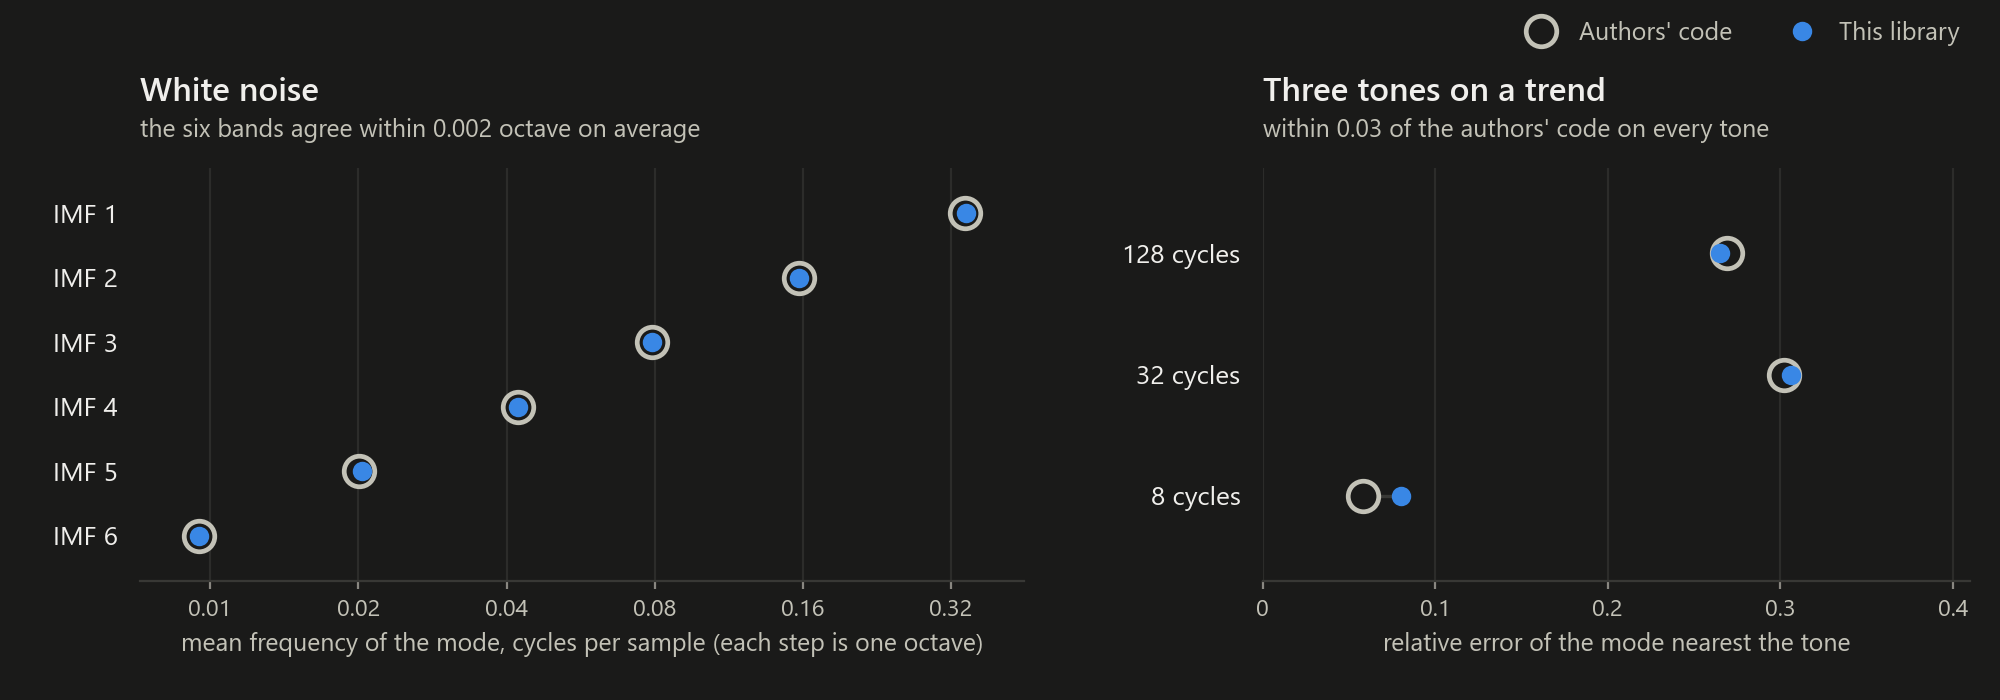 Authors' code
This library
White noise
the six bands agree within 0.002 octave on average
IMF 1
IMF 2
IMF 3
IMF 4
IMF 5
IMF 6
0.01 0.02 0.04 0.08 0.16 0.32
mean frequency of the mode, cycles per sample (each step is one octave)
Three tones on a trend
within 0.03 of the authors' code on every tone
128 cycles
32 cycles
8 cycles
0 0.1 0.2 0.3 0.4
relative error of the mode nearest the tone